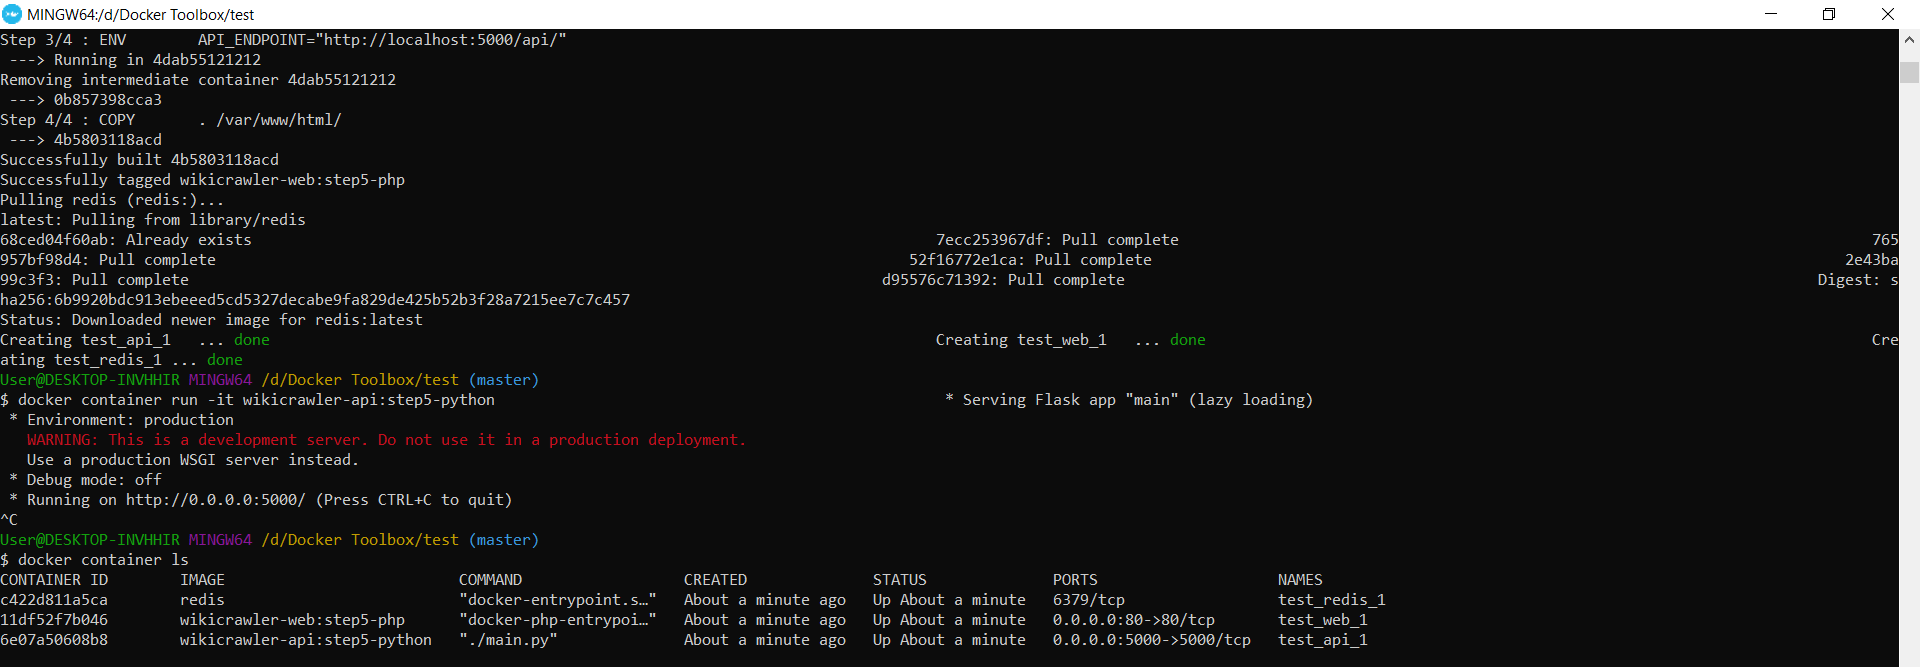 MINGW64:/d/Docker Toolbox/test
Step 3/4 : ENV        API_ENDPOINT="http://localhost:5000/api/"
 ---> Running in 4dab55121212
Removing intermediate container 4dab55121212
 ---> 0b857398cca3
Step 4/4 : COPY       . /var/www/html/
 ---> 4b5803118acd
Successfully built 4b5803118acd
Successfully tagged wikicrawler-web:step5-php
Pulling redis (redis:)...
latest: Pulling from library/redis
68ced04f60ab: Already exists 7ecc253967df: Pull complete 765
957bf98d4: Pull complete 52f16772e1ca: Pull complete 2e43ba
99c3f3: Pull complete d95576c71392: Pull complete Digest: s
ha256:6b9920bdc913ebeeed5cd5327decabe9fa829de425b52b3f28a7215ee7c7c457
Status: Downloaded newer image for redis:latest
Creating test_api_1   ... done Creating test_web_1   ... done Cre
ating test_redis_1 ... done
User@DESKTOP-INVHHIR MINGW64 /d/Docker Toolbox/test (master)
$ docker container run -it wikicrawler-api:step5-python * Serving Flask app "main" (lazy loading)
 * Environment: production
   WARNING: This is a development server. Do not use it in a production deployment.
   Use a production WSGI server instead.
 * Debug mode: off
 * Running on http://0.0.0.0:5000/ (Press CTRL+C to quit)
^C
User@DESKTOP-INVHHIR MINGW64 /d/Docker Toolbox/test (master)
$ docker container ls
CONTAINER ID        IMAGE                          COMMAND                  CREATED              STATUS              PORTS                    NAMES
c422d811a5ca        redis                          "docker-entrypoint.s…"   About a minute ago   Up About a minute   6379/tcp                 test_redis_1
11df52f7b046        wikicrawler-web:step5-php      "docker-php-entrypoi…"   About a minute ago   Up About a minute   0.0.0.0:80->80/tcp       test_web_1
6e07a50608b8        wikicrawler-api:step5-python   "./main.py"              About a minute ago   Up About a minute   0.0.0.0:5000->5000/tcp   test_api_1